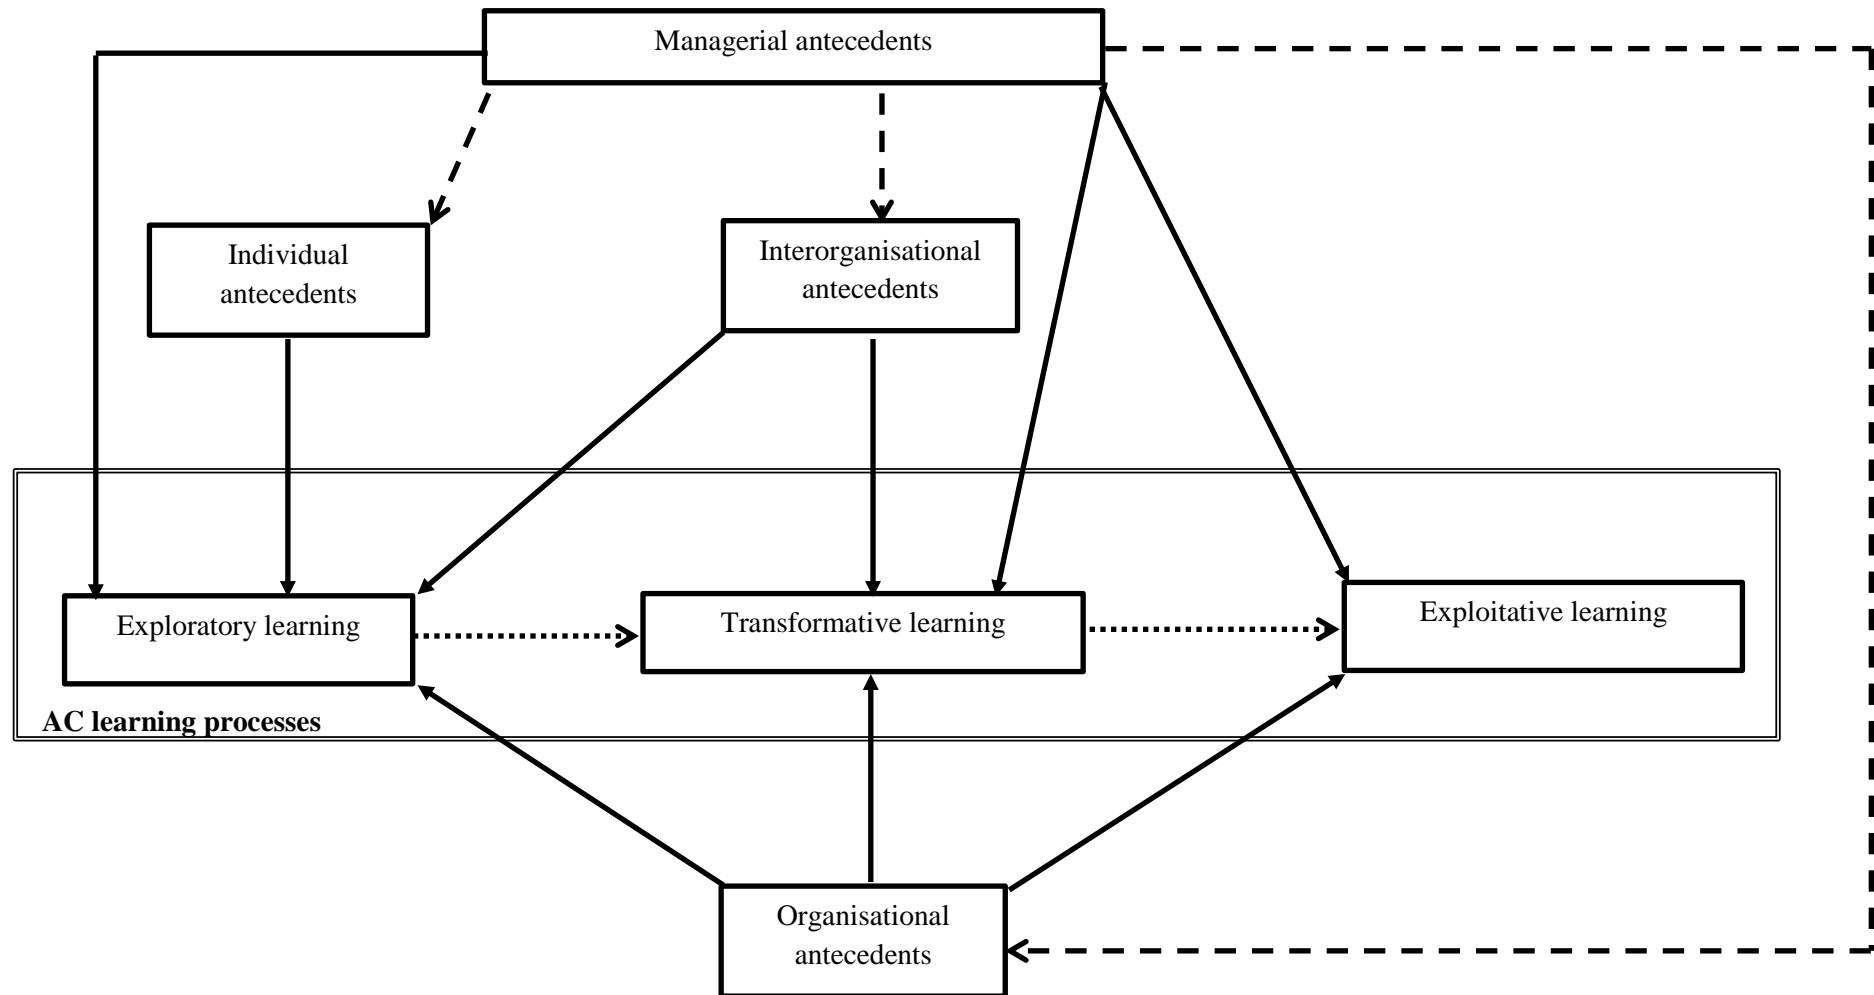 Managerial antecedents
Individual
antecedents
Interorganisational
antecedents
Exploratory learning
Transformative learning
Exploitative learning
AC learning processes
Organisational
antecedents